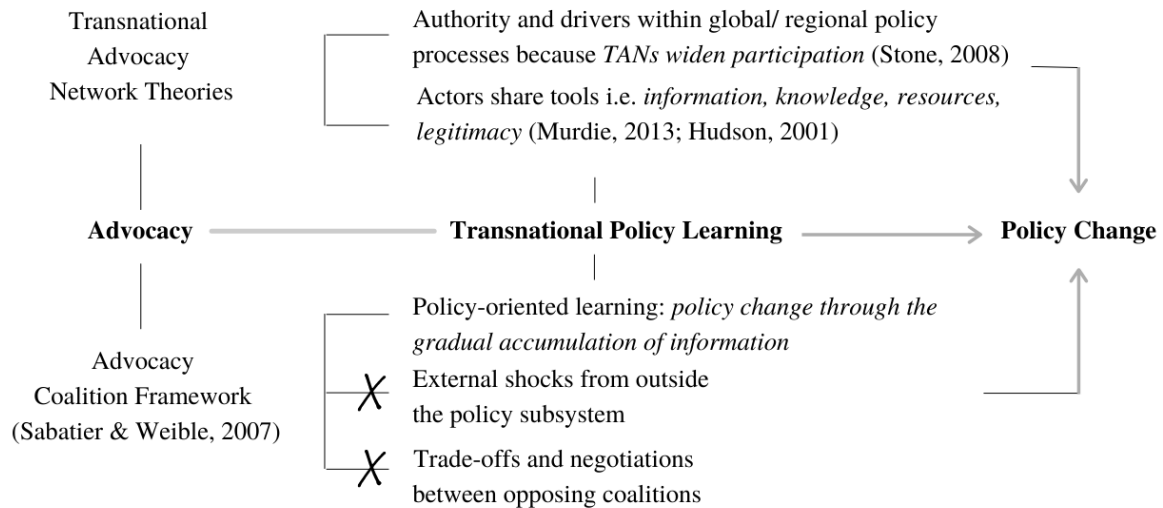 Transnational
Advocacy
Network Theories
Authority and drivers within global/ regional policy
processes because TANs widen participation (Stone, 2008)
Actors share tools i.e. information, knowledge, resources,
legitimacy (Murdie, 2013; Hudson, 2001)
Advocacy
Transnational Policy Learning
Policy Change
Advocacy
Coalition Framework
(Sabatier & Weible, 2007)
Policy-oriented learning: policy change through the
gradual accumulation of information
External shocks from outside
the policy subsystem
Trade-offs and negotiations
between opposing coalitions